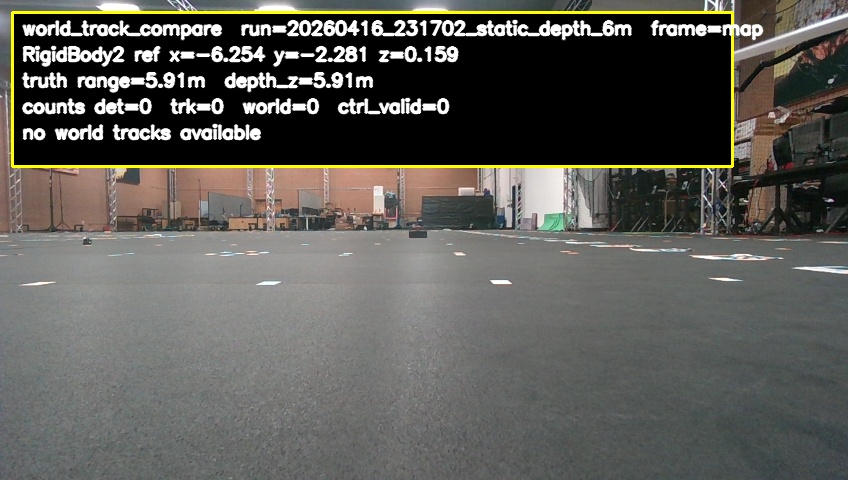 world_track_compare run=20260416_231702_static_depth_6m frame=map
RigidBody2 ref x=-6.254 y=-2.281 z=0.159
truth range=5.91m depth_z=5.91m
counts det=0 trk=0 world=0 ctrl_valid=0
no world tracks available